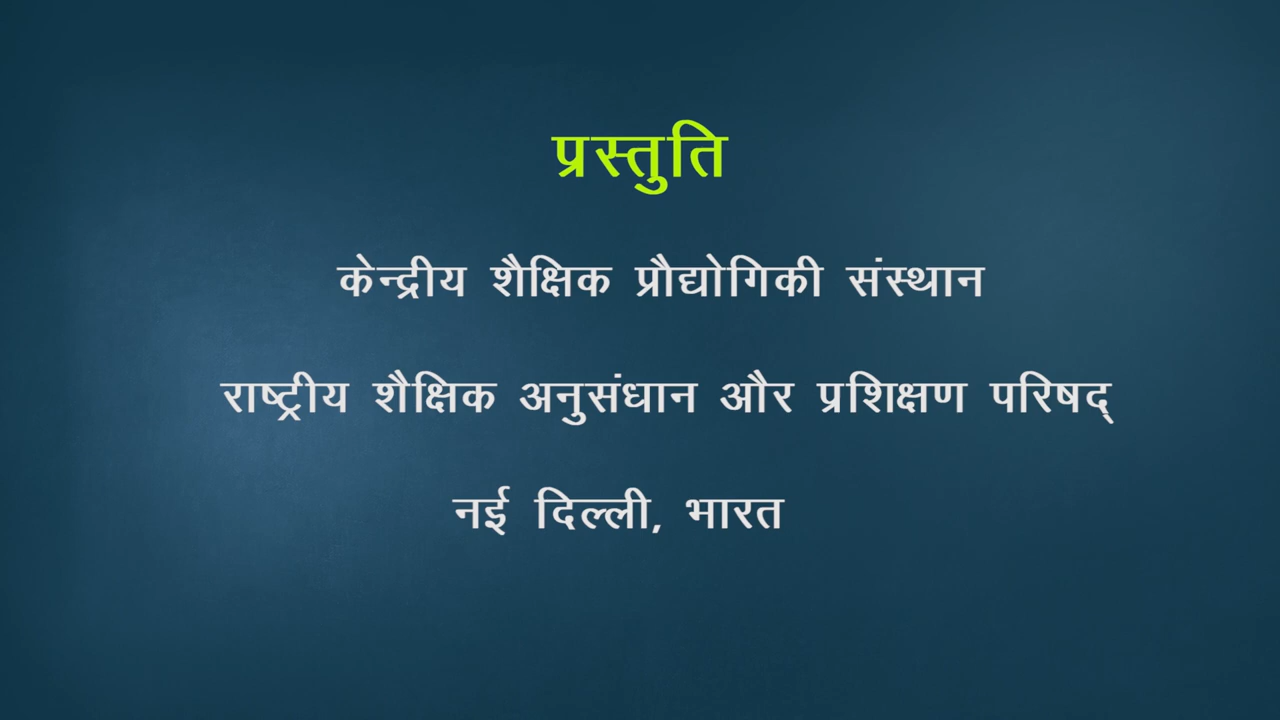 प्रस्तुति
केन्द्रीय शैक्षिक प्रौद्योगिकी संस्थान
राष्ट्रीय शैक्षिक अनुसंधान और प्रशिक्षण परिषद्
नई दिल्ली, भारत